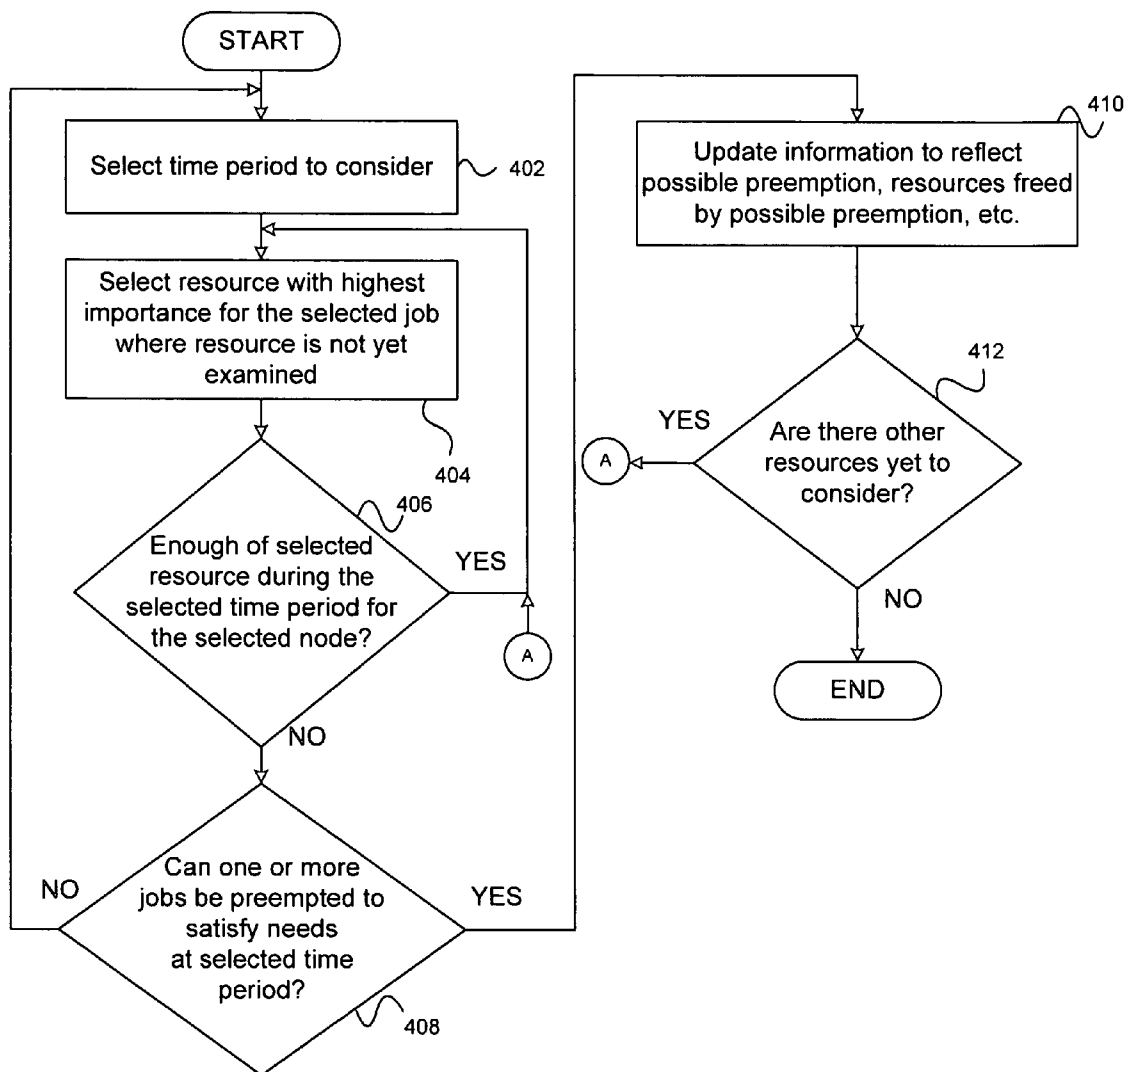 START
Select time period to consider
402
Select resource with highest
importance for the selected job
where resource is not yet
examined
404
406
Enough of selected
resource during the
selected time period for
the selected node?
YES
A
NO
Can one or more
jobs be preempted to
satisfy needs
at selected time
period?
NO
YES
408
410
Update information to reflect
possible preemption, resources freed
by possible preemption, etc.
412
YES
A
Are there other
resources yet to
consider?
NO
END